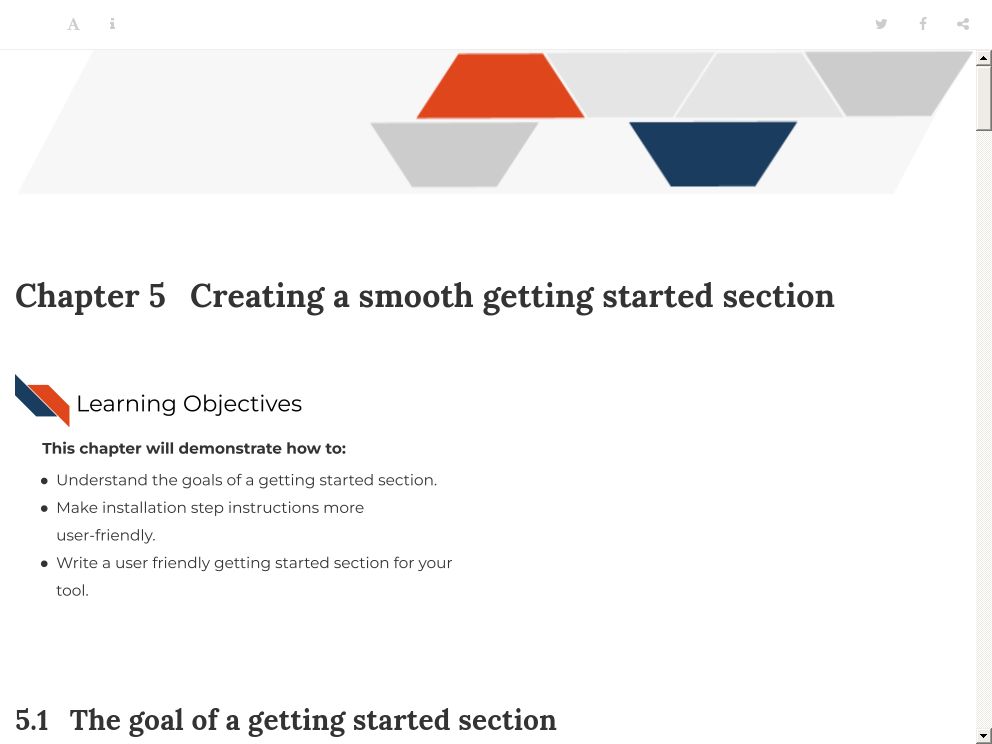 A i
Chapter 5 Creating a smooth getting started section
Learning Objectives
This chapter will demonstrate how to:
● Understand the goals of a getting started section.
● Make installation step instructions more
user-friendly.
● Write a user friendly getting started section for your
tool.
5.1 The goal of a getting started section